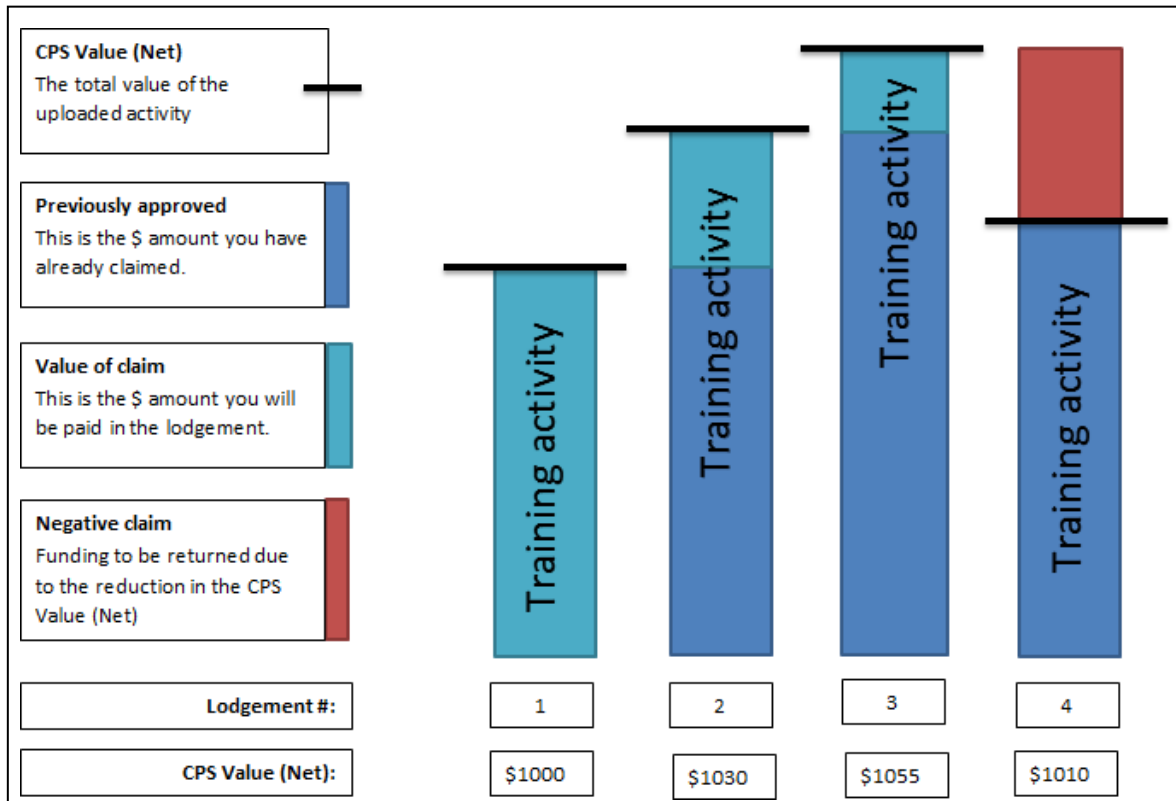 CPS Value (Net)
The total value of the
uploaded activity
Previously approved
This is the $ amount you have
already claimed.
Value of claim
This is the $ amount you will
be paid in the lodgement.
Negative claim
Funding to be returned due
to the reduction in the CPS
Value (Net)
Training activity
Training activity
Training activity
Training activity
Lodgement #: 1 2 3 4
CPS Value (Net): $1000 $1030 $1055 $1010